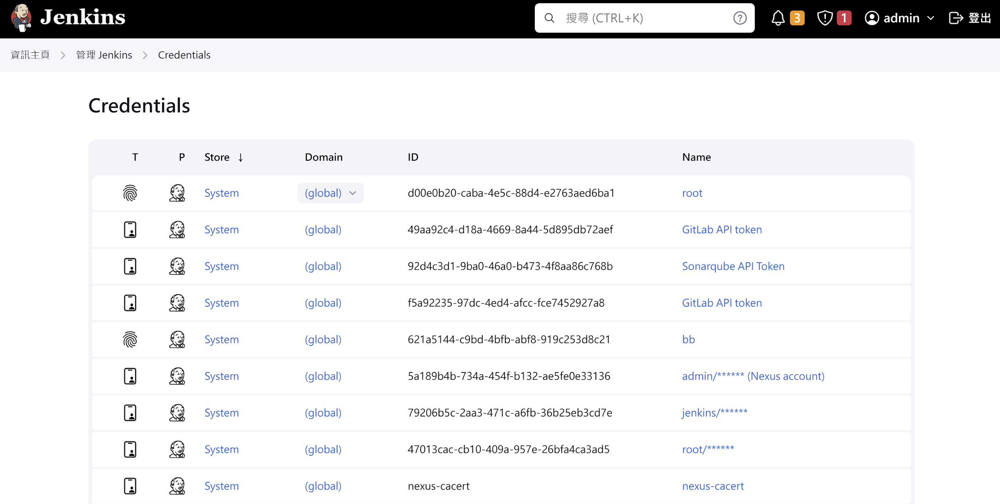 Jenkins
搜尋 (CTRL+K)
3
1
admin
登出
資訊主頁 > 管理 Jenkins > Credentials
Credentials
T P Store ↓ Domain ID Name
System (global) d00e0b20-caba-4e5c-88d4-e2763aed6ba1 root
System (global) 49aa92c4-d18a-4669-8a44-5d895db72aef GitLab API token
System (global) 92d4c3d1-9ba0-46a0-b473-4f8aa86c768b Sonarqube API Token
System (global) f5a92235-97dc-4ed4-afcc-fce7452927a8 GitLab API token
System (global) 621a5144-c9bd-4bfb-abf8-919c253d8c21 bb
System (global) 5a189b4b-734a-454f-b132-ae5fe0e33136 admin/****** (Nexus account)
System (global) 79206b5c-2aa3-471c-a6fb-36b25eb3cd7e jenkins/******
System (global) 47013cac-cb10-409a-957e-26bfa4ca3ad5 root/******
System (global) nexus-cacert nexus-cacert